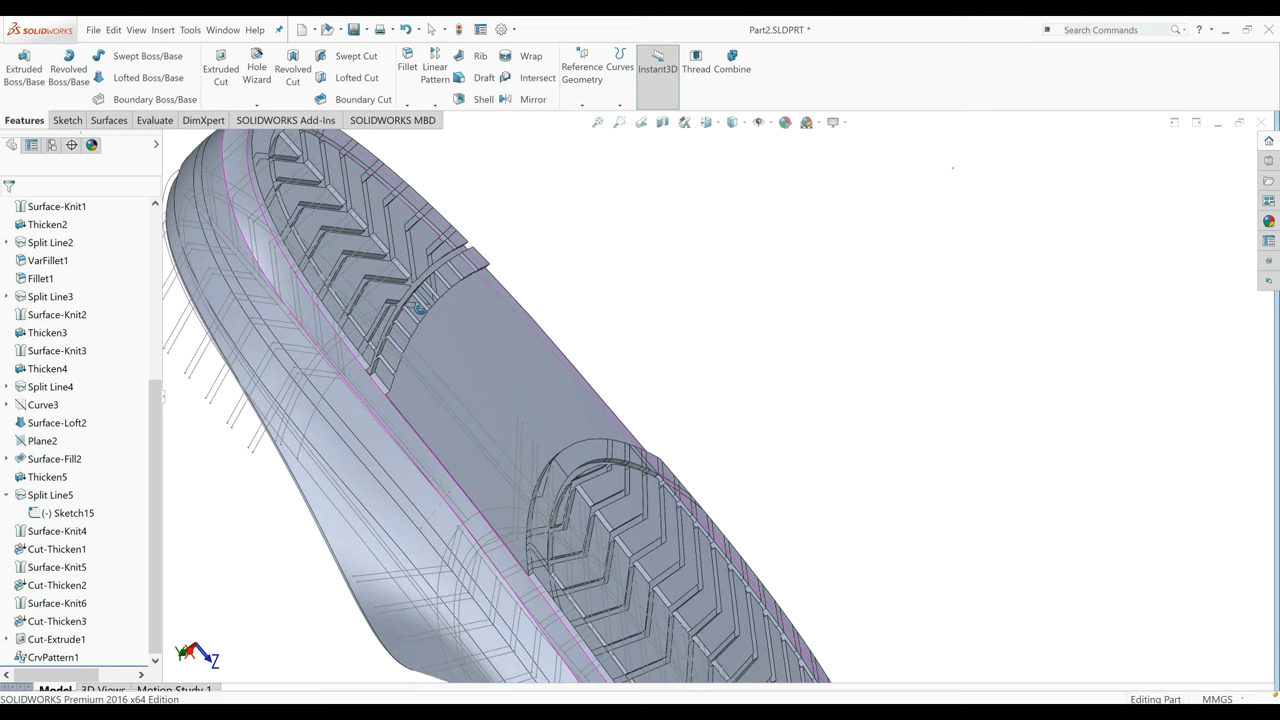 SOLIDWORKS File Edit View Insert Tools Window Help Part2.SLDPRT * Search Commands ?
Extruded Boss/Base Revolved Boss/Base Swept Boss/Base Lofted Boss/Base Boundary Boss/Base Extruded Cut Hole Wizard Revolved Cut Swept Cut Lofted Cut Boundary Cut Fillet Linear Pattern Rib Draft Shell Wrap Intersect Mirror Reference Geometry Curves Instant3D Thread Combine
Features Sketch Surfaces Evaluate DimXpert SOLIDWORKS Add-Ins SOLIDWORKS MBD
Surface-Knit1
Thicken2
Split Line2
VarFillet1
Fillet1
Split Line3
Surface-Knit2
Thicken3
Surface-Knit3
Thicken4
Split Line4
Curve3
Surface-Loft2
Plane2
Surface-Fill2
Thicken5
Split Line5
(-) Sketch15
Surface-Knit4
Cut-Thicken1
Surface-Knit5
Cut-Thicken2
Surface-Knit6
Cut-Thicken3
Cut-Extrude1
CrvPattern1
Z
Model 3D Views Motion Study 1
SOLIDWORKS Premium 2016 x64 Edition Editing Part MMGS